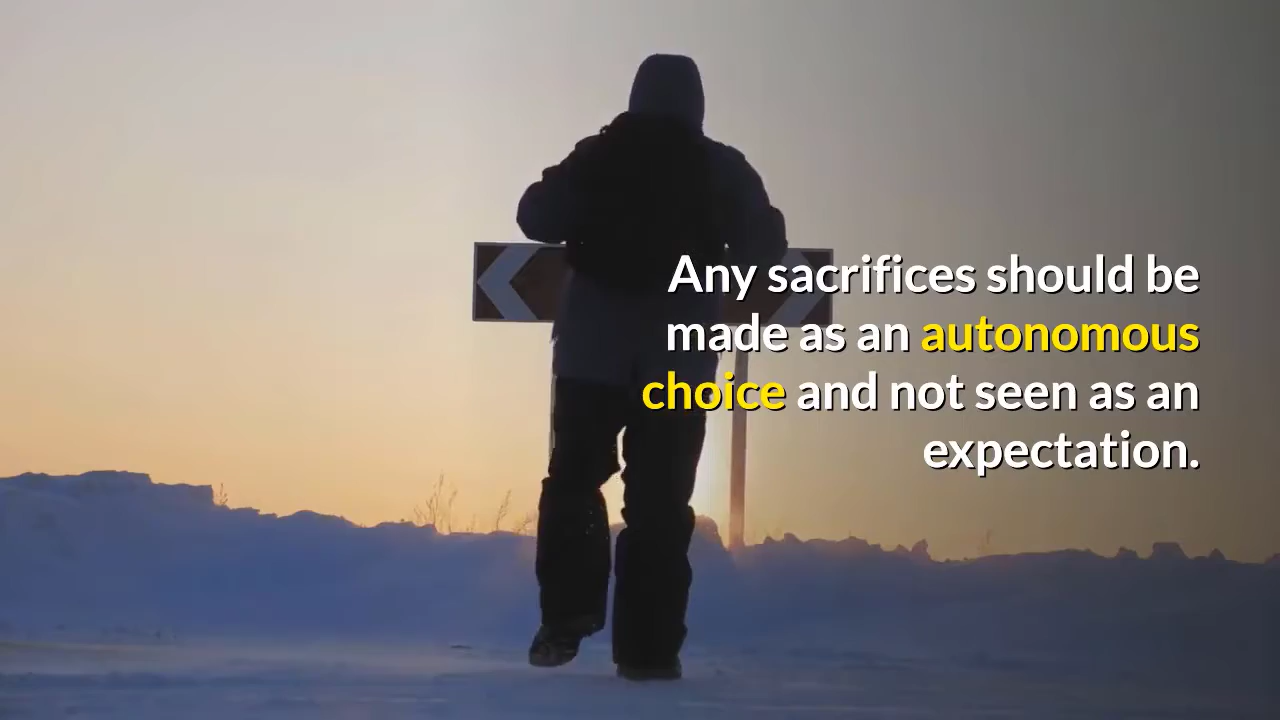 Any sacrifices should be
made as an autonomous
choice and not seen as an
expectation.